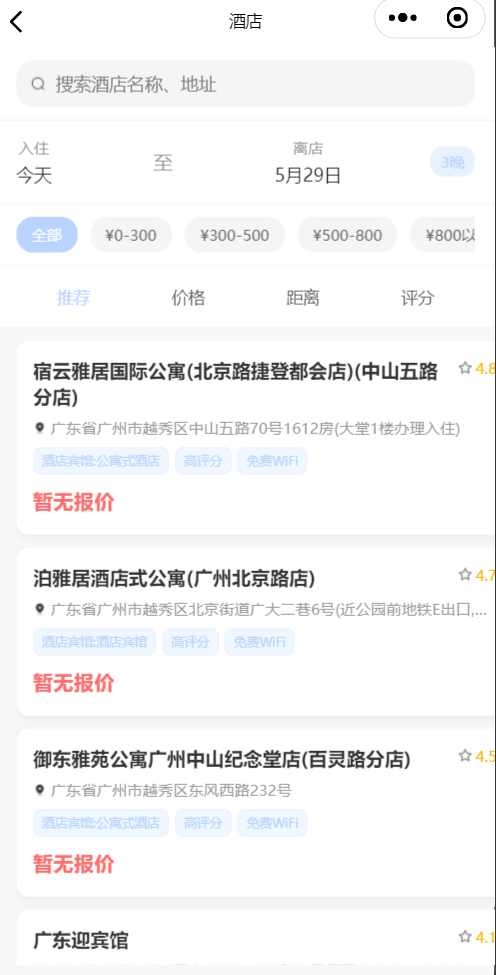 酒店
搜索酒店名称、地址
入住 离店
今天 至 5月29日 3晚
全部 ¥0-300 ¥300-500 ¥500-800 ¥800以
推荐 价格 距离 评分
宿云雅居国际公寓(北京路捷登都会店)(中山五路 4.8
分店)
广东省广州市越秀区中山五路70号1612房(大堂1楼办理入住)
酒店宾馆;公寓式酒店 高评分 免费WiFi
暂无报价
泊雅居酒店式公寓(广州北京路店) 4.7
广东省广州市越秀区北京街道广大二巷6号(近公园前地铁E出口,...
酒店宾馆;酒店宾馆 高评分 免费WiFi
暂无报价
御东雅苑公寓广州中山纪念堂店(百灵路分店) 4.5
广东省广州市越秀区东风西路232号
酒店宾馆;公寓式酒店 高评分 免费WiFi
暂无报价
广东迎宾馆 4.1